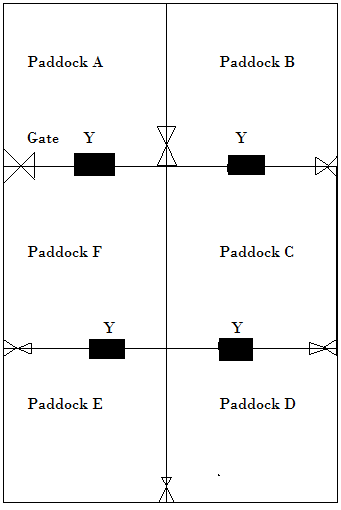 Paddock A
Paddock B
Gate Y
Y
Paddock F
Paddock C
Y
Y
Paddock E
Paddock D